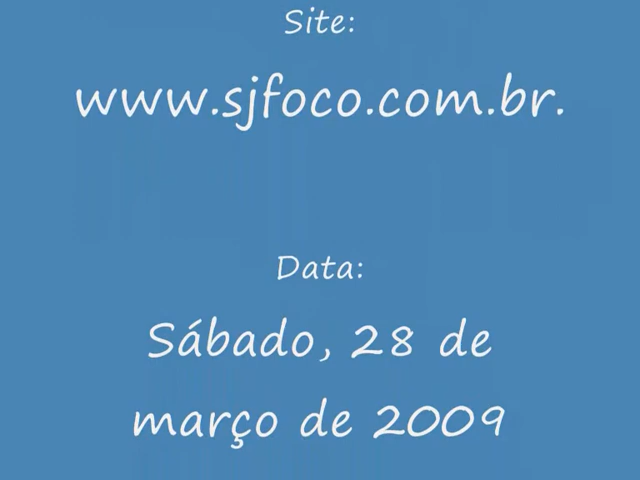 Site:
www.sjfoco.com.br.
Data:
Sábado, 28 de
março de 2009